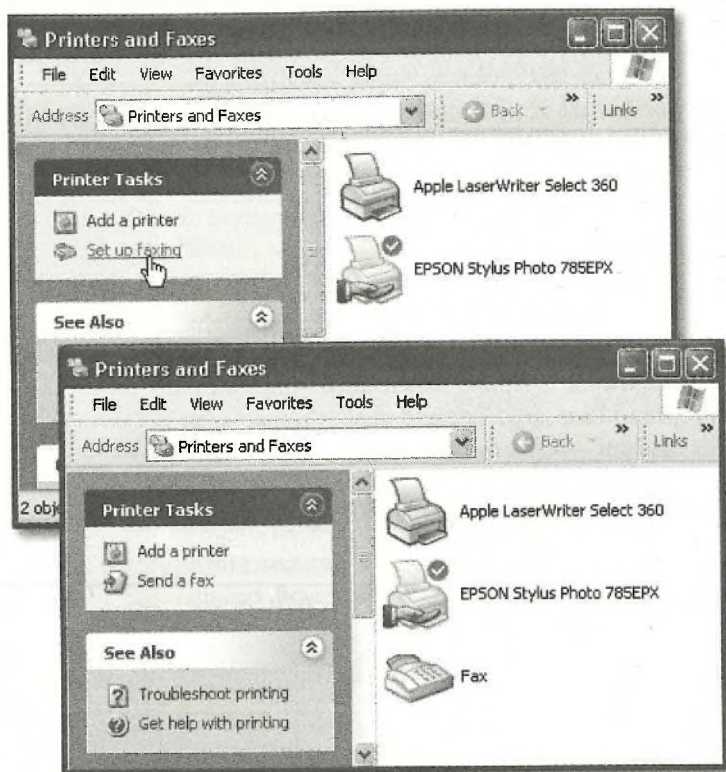 Printers and Faxes
File Edit View Favorites Tools Help
Address Printers and Faxes Back Links
Printer Tasks
Add a printer
Set up faxing
See Also
Apple LaserWriter Select 360
EPSON Stylus Photo 785EPX
2 obj
Printers and Faxes
File Edit View Favorites Tools Help
Address Printers and Faxes Back Links
Printer Tasks
Add a printer
Send a fax
See Also
Troubleshoot printing
Get help with printing
Apple LaserWriter Select 360
EPSON Stylus Photo 785EPX
Fax